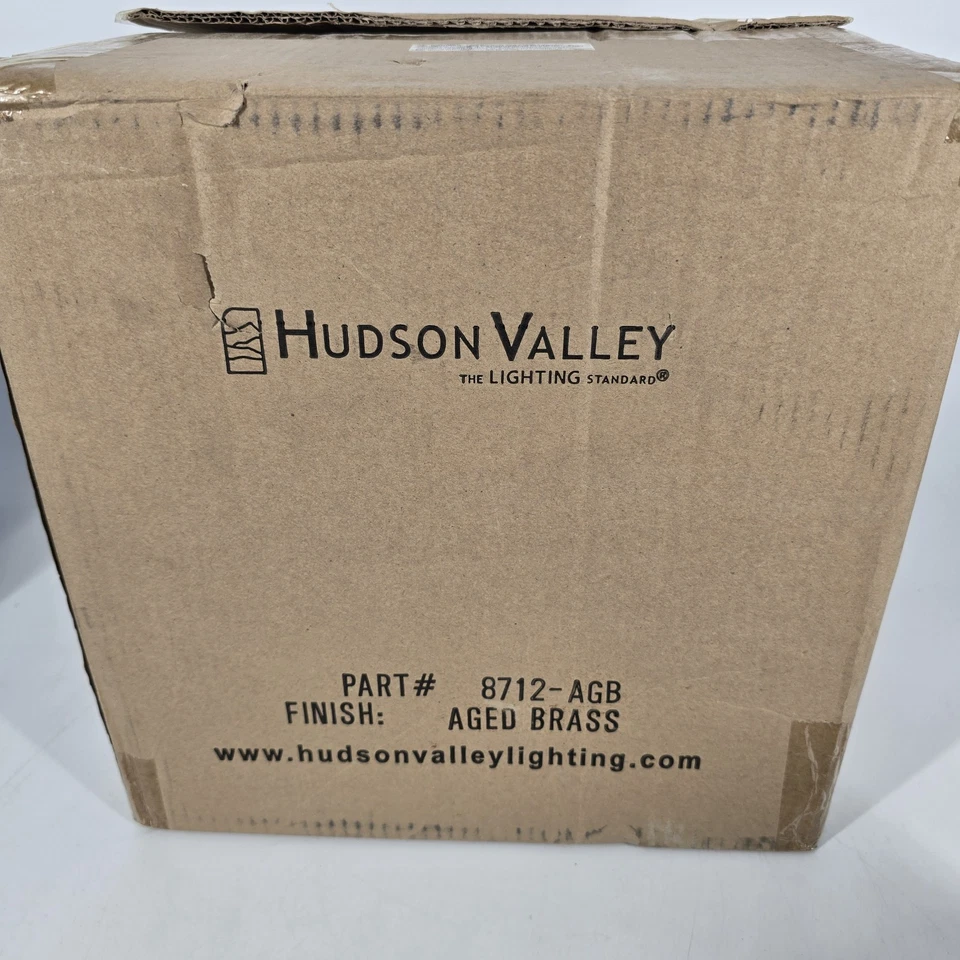 HUDSON VALLEY
THE LIGHTING STANDARD®
PART# 8712-AGB
FINISH: AGED BRASS
www.hudsonvalleylighting.com